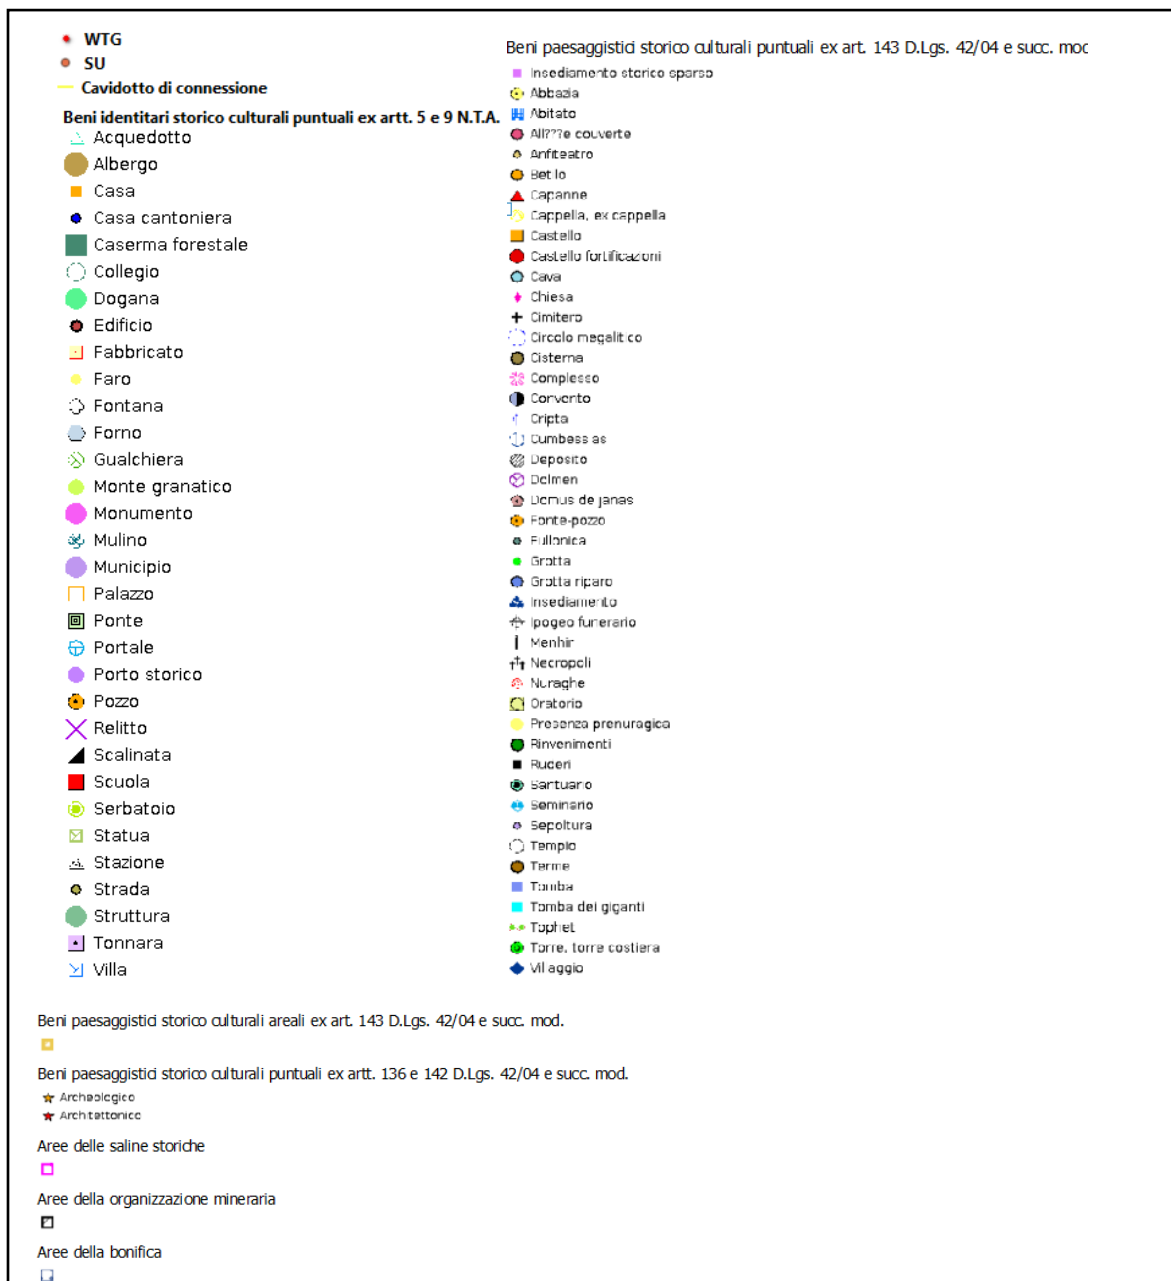 WTG
SU
Cavidotto di connessione
Beni identitari storico culturali puntuali ex artt. 5 e 9 N.T.A.
Acquedotto
Albergo
Casa
Casa cantoniera
Caserma forestale
Collegio
Dogana
Edificio
Fabbricato
Faro
Fontana
Forno
Gualchiera
Monte granatico
Monumento
Mulino
Municipio
Palazzo
Ponte
Portale
Porto storico
Pozzo
Relitto
Scalinata
Scuola
Serbatoio
Statua
Stazione
Strada
Struttura
Tonnara
Villa
Beni paesaggistici storico culturali puntuali ex art. 143 D.Lgs. 42/04 e succ. moc
Insediamento storico sparso
Abbazia
Abitato
All???e couverte
Anfiteatro
Betilo
Capanne
Cappella, ex cappella
Castello
Castello fortificazioni
Cava
Chiesa
Cimitero
Circolo megalitico
Cisterna
Complesso
Convento
Cripta
Cumbessias
Deposito
Dolmen
Domus de janas
Fonte-pozzo
Fullonica
Grotta
Grotta riparo
Insediamento
Ipogeo funerario
Menhir
Necropoli
Nuraghe
Oratorio
Presenza prenuragica
Rinvenimenti
Ruderi
Santuario
Seminario
Sepoltura
Tempio
Terme
Tomba
Tomba dei giganti
Tophet
Torre, torre costiera
Villaggio
Beni paesaggistici storico culturali areali ex art. 143 D.Lgs. 42/04 e succ. mod.
Beni paesaggistici storico culturali puntuali ex artt. 136 e 142 D.Lgs. 42/04 e succ. mod.
Archeologico
Architettonico
Aree delle saline storiche
Aree della organizzazione mineraria
Aree della bonifica